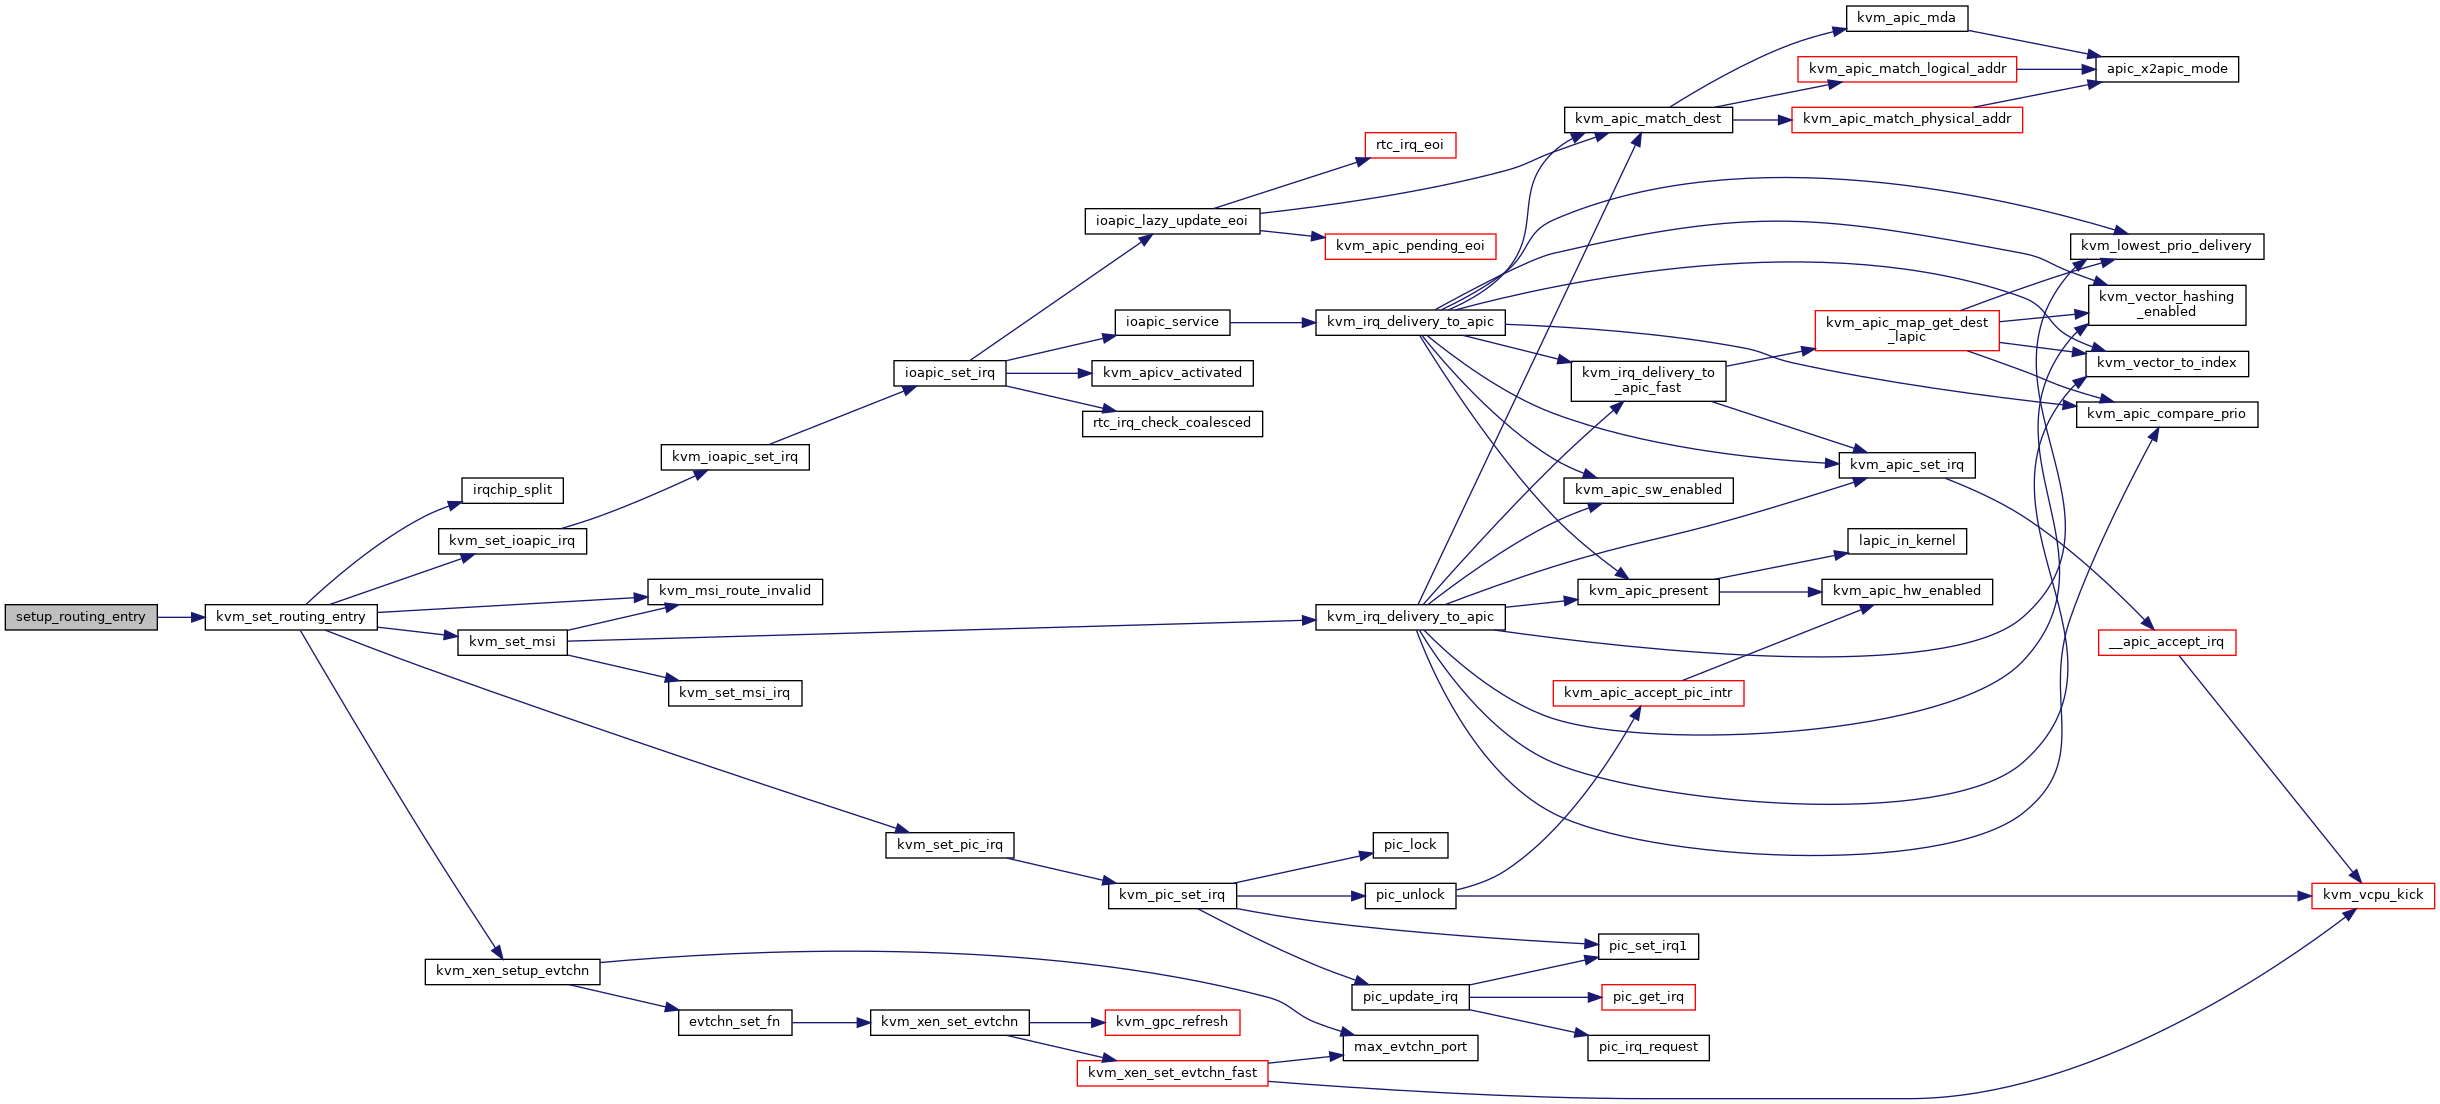 kvm_apic_mda
kvm_apic_match_logical_addr
apic_x2apic_mode
kvm_apic_match_dest
kvm_apic_match_physical_addr
rtc_irq_eoi
ioapic_lazy_update_eoi
kvm_apic_pending_eoi
kvm_lowest_prio_delivery
kvm_vector_hashing
_enabled
ioapic_service
kvm_irq_delivery_to_apic
kvm_apic_map_get_dest
_lapic
kvm_vector_to_index
ioapic_set_irq
kvm_apicv_activated
kvm_irq_delivery_to
_apic_fast
kvm_apic_compare_prio
rtc_irq_check_coalesced
kvm_ioapic_set_irq
kvm_apic_set_irq
irqchip_split
kvm_apic_sw_enabled
kvm_set_ioapic_irq
lapic_in_kernel
kvm_msi_route_invalid
kvm_apic_present
kvm_apic_hw_enabled
setup_routing_entry
kvm_set_routing_entry
kvm_irq_delivery_to_apic
kvm_set_msi
__apic_accept_irq
kvm_set_msi_irq
kvm_apic_accept_pic_intr
kvm_set_pic_irq
pic_lock
kvm_pic_set_irq
pic_unlock
kvm_vcpu_kick
pic_set_irq1
kvm_xen_setup_evtchn
pic_update_irq
pic_get_irq
evtchn_set_fn
kvm_xen_set_evtchn
kvm_gpc_refresh
max_evtchn_port
pic_irq_request
kvm_xen_set_evtchn_fast